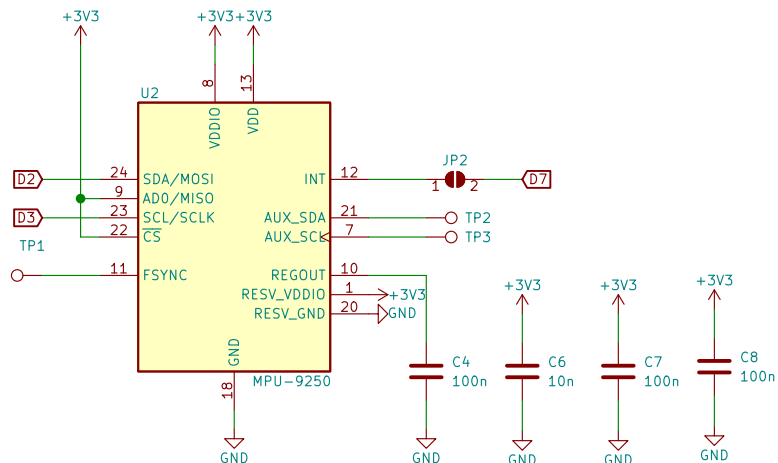 +3V3
+3V3+3V3
U2
8
VDDIO
13
VDD
D2
24
SDA/MOSI
9
AD0/MISO
D3
23
SCL/SCLK
22
CS
TP1
11
FSYNC
INT
12
JP2
1
2
D7
AUX_SDA
21
TP2
AUX_SCL
7
TP3
REGOUT
10
RESV_VDDIO
1
+3V3
RESV_GND
20
GND
GND
18
MPU-9250
GND
C4
100n
GND
+3V3
C6
10n
GND
+3V3
C7
100n
GND
+3V3
C8
100n
GND